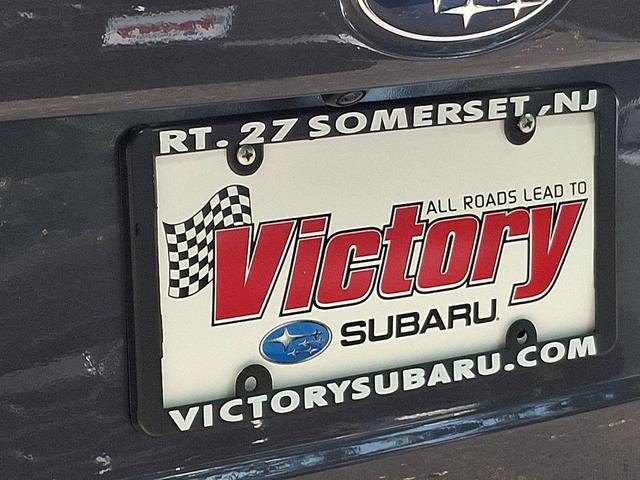 RT. 27 SOMERSET, NJ
ALL ROADS LEAD TO
Victory
SUBARU
VICTORYSUBARU.COM